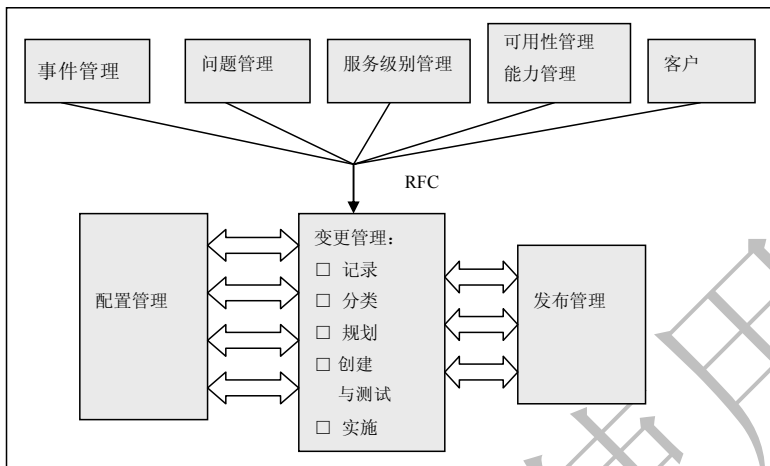 事件管理
问题管理
服务级别管理
可用性管理
能力管理
客户
RFC
配置管理
变更管理:
□ 记录
□ 分类
□ 规划
□ 创建
与测试
□ 实施
发布管理
使用